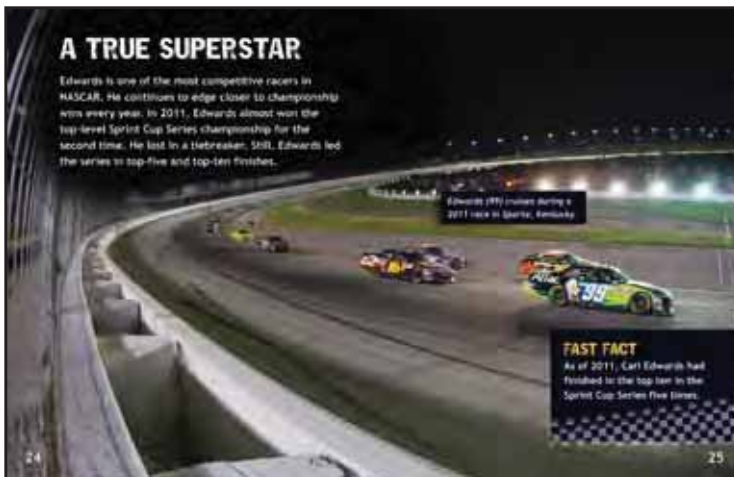 A TRUE SUPERSTAR
Edwards is one of the most competitive racers in
NASCAR. He continues to edge closer to championship
wins every year. In 2011, Edwards almost won the
top-level Sprint Cup Series championship for the
second time. He lost in a tiebreaker. Still, Edwards led
the series in top-five and top-ten finishes.
Edwards (99) cruises during a
2011 race in Sparta, Kentucky.
99
FAST FACT
As of 2011, Carl Edwards had
finished in the top ten in the
Sprint Cup Series five times.
24
25